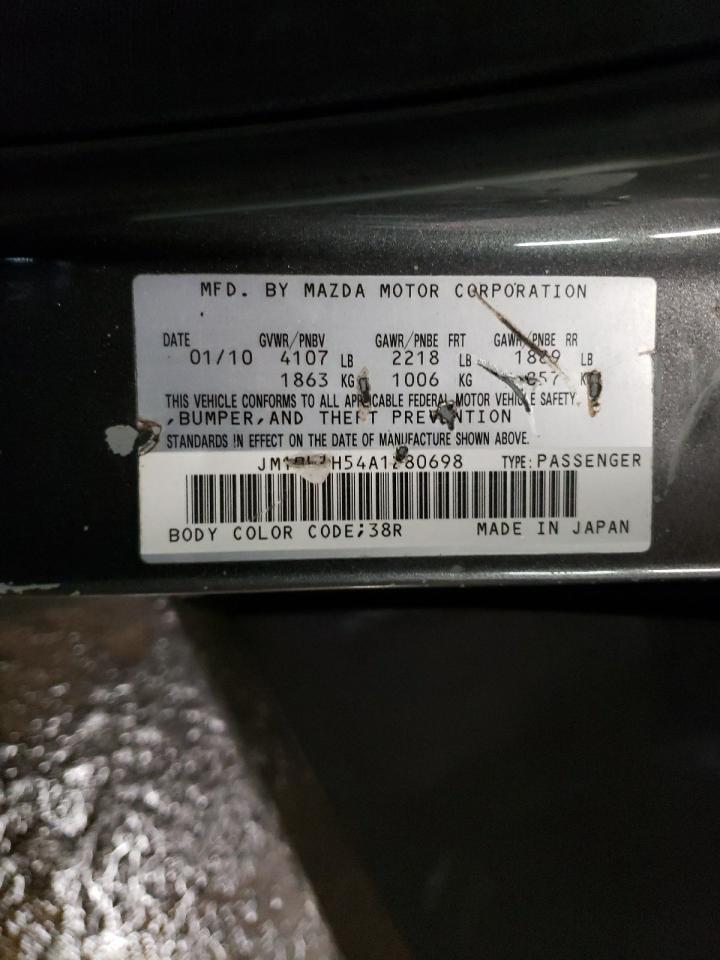 MFD. BY MAZDA MOTOR CORPORATION
DATE GVWR/PNBV GAWR/PNBE FRT GAWR/PNBE RR
01/10 4107 LB 2218 LB 1889 LB
1863 KG 1006 KG 857 KG
THIS VEHICLE CONFORMS TO ALL APPLICABLE FEDERAL MOTOR VEHICLE SAFETY
,BUMPER,AND THEFT PREVENTION
STANDARDS IN EFFECT ON THE DATE OF MANUFACTURE SHOWN ABOVE.
TYPE:PASSENGER
BODY COLOR CODE;38R MADE IN JAPAN